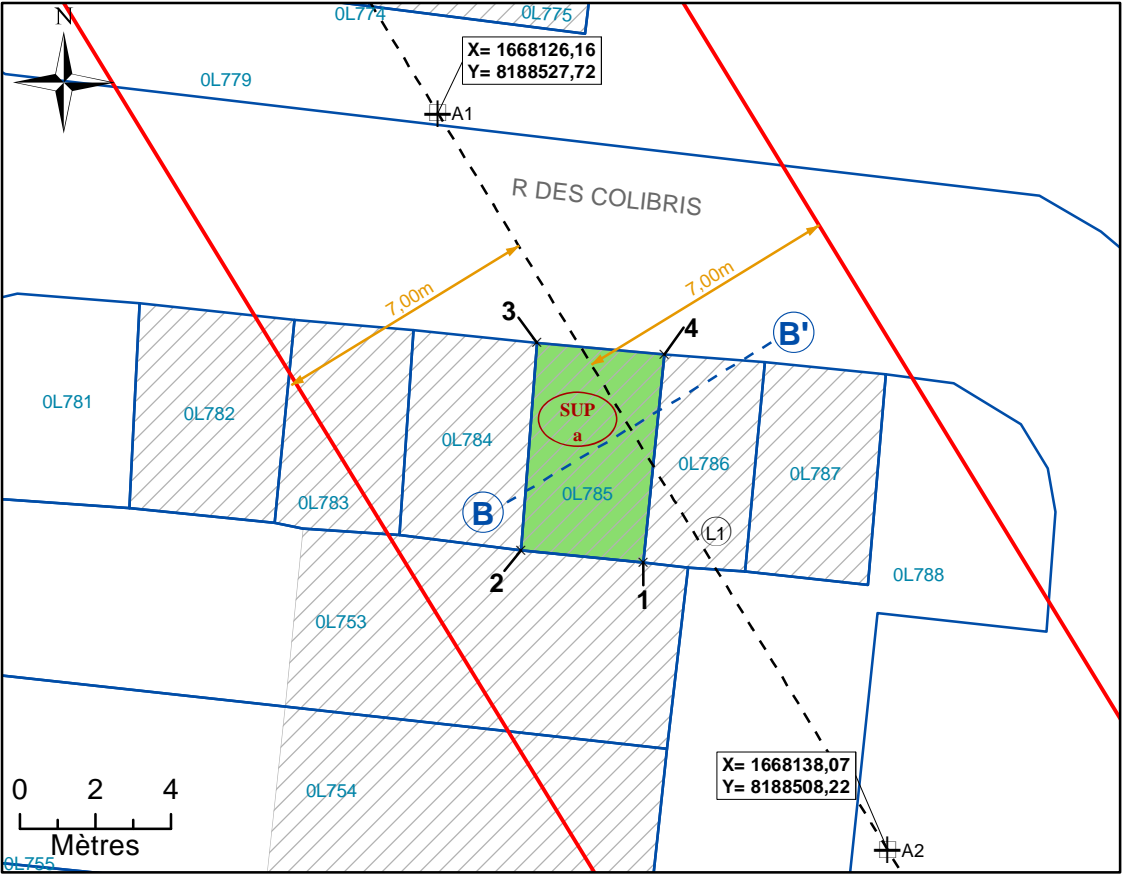 N
0L774
0L775
X= 1668126,16
Y= 8188527,72
0L779
A1
R DES COLIBRIS
7,00m
7,00m
3
4
B'
0L781
0L782
SUP
a
0L784
0L786
0L787
0L783
0L785
B
L1
2
1
0L788
0L753
X= 1668138,07
Y= 8188508,22
0L754
0 2 4
Mètres
A2
0L755